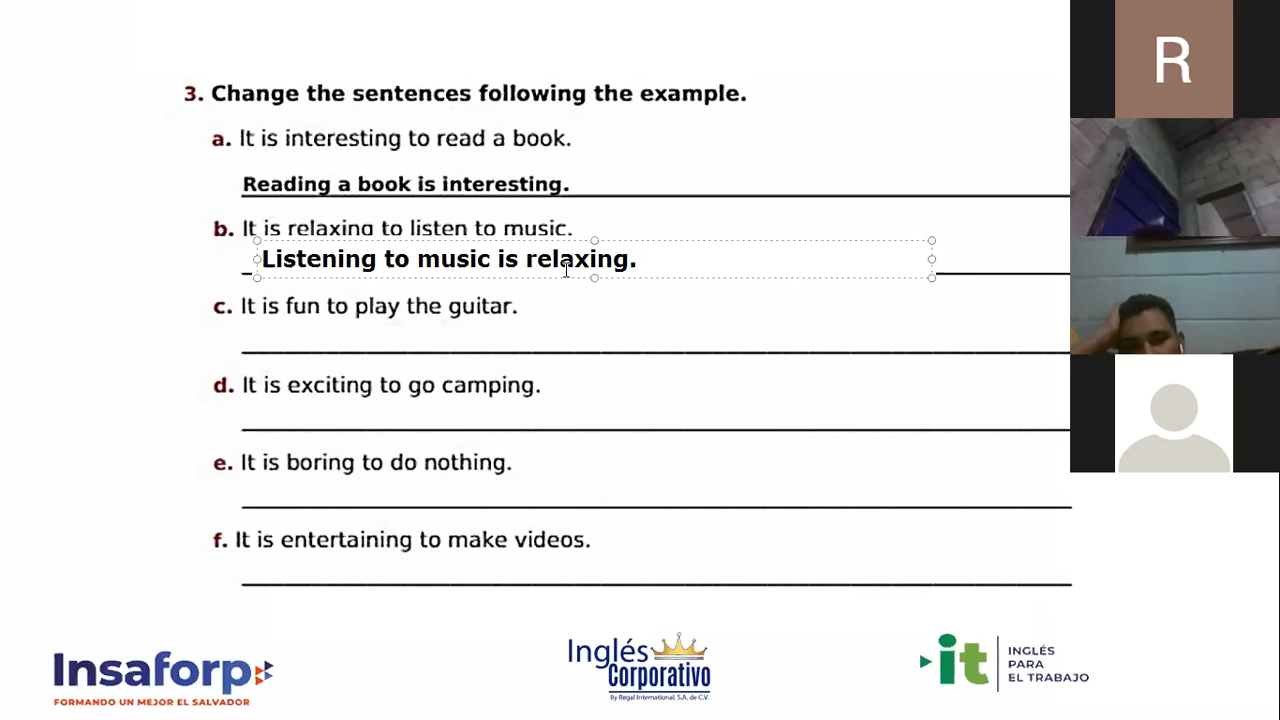 3. Change the sentences following the example.
a. It is interesting to read a book.
Reading a book is interesting.
b. It is relaxing to listen to music.
Listening to music is relaxing.
c. It is fun to play the guitar.
d. It is exciting to go camping.
e. It is boring to do nothing.
f. It is entertaining to make videos.
R
Insaforp
FORMANDO UN MEJOR EL SALVADOR
Inglés
Corporativo
By Regal International, S.A. de C.V.
it
INGLÉS
PARA
EL TRABAJO